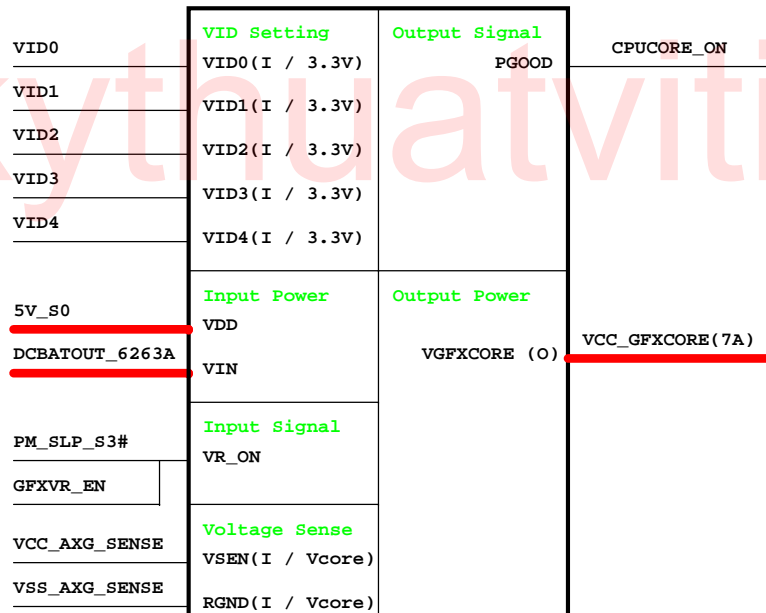 VID Setting
Output Signal
VID0
VID0(I / 3.3V)
PGOOD
CPUCORE_ON
VID1
VID1(I / 3.3V)
VID2
VID2(I / 3.3V)
kythuatviti
VID3
VID3(I / 3.3V)
VID4
VID4(I / 3.3V)
Input Power
Output Power
5V_S0
VDD
DCBATOUT_6263A
VIN
VGFXCORE (O)
VCC_GFXCORE(7A)
Input Signal
PM_SLP_S3#
VR_ON
GFXVR_EN
Voltage Sense
VCC_AXG_SENSE
VSEN(I / Vcore)
VSS_AXG_SENSE
RGND(I / Vcore)